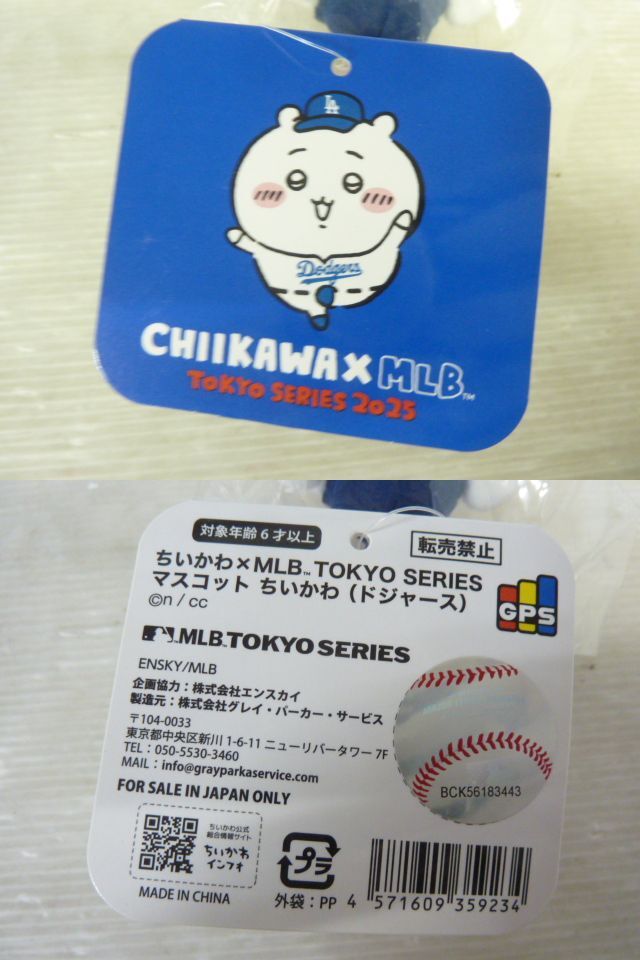 LA
Dodgers
CHIIKAWA×MLB™
TOKYO SERIES 2025
対象年齢6才以上
転売禁止
ちいかわ×MLB™ TOKYO SERIES
マスコット ちいかわ（ドジャース）
©n / cc
GPS
MLB™ TOKYO SERIES
ENSKY/MLB
企画協力：株式会社エンスカイ
製造元：株式会社グレイ・パーカー・サービス
〒104-0033
東京都中央区新川 1-6-11 ニューリバータワー 7F
TEL：050-5530-3460
MAIL：info@grayparkaservice.com
FOR SALE IN JAPAN ONLY
BCK56183443
ちいかわ公式
総合情報サイト
ちいかわ
インフォ
MADE IN CHINA
プラ
外袋：PP
4 571609 359234